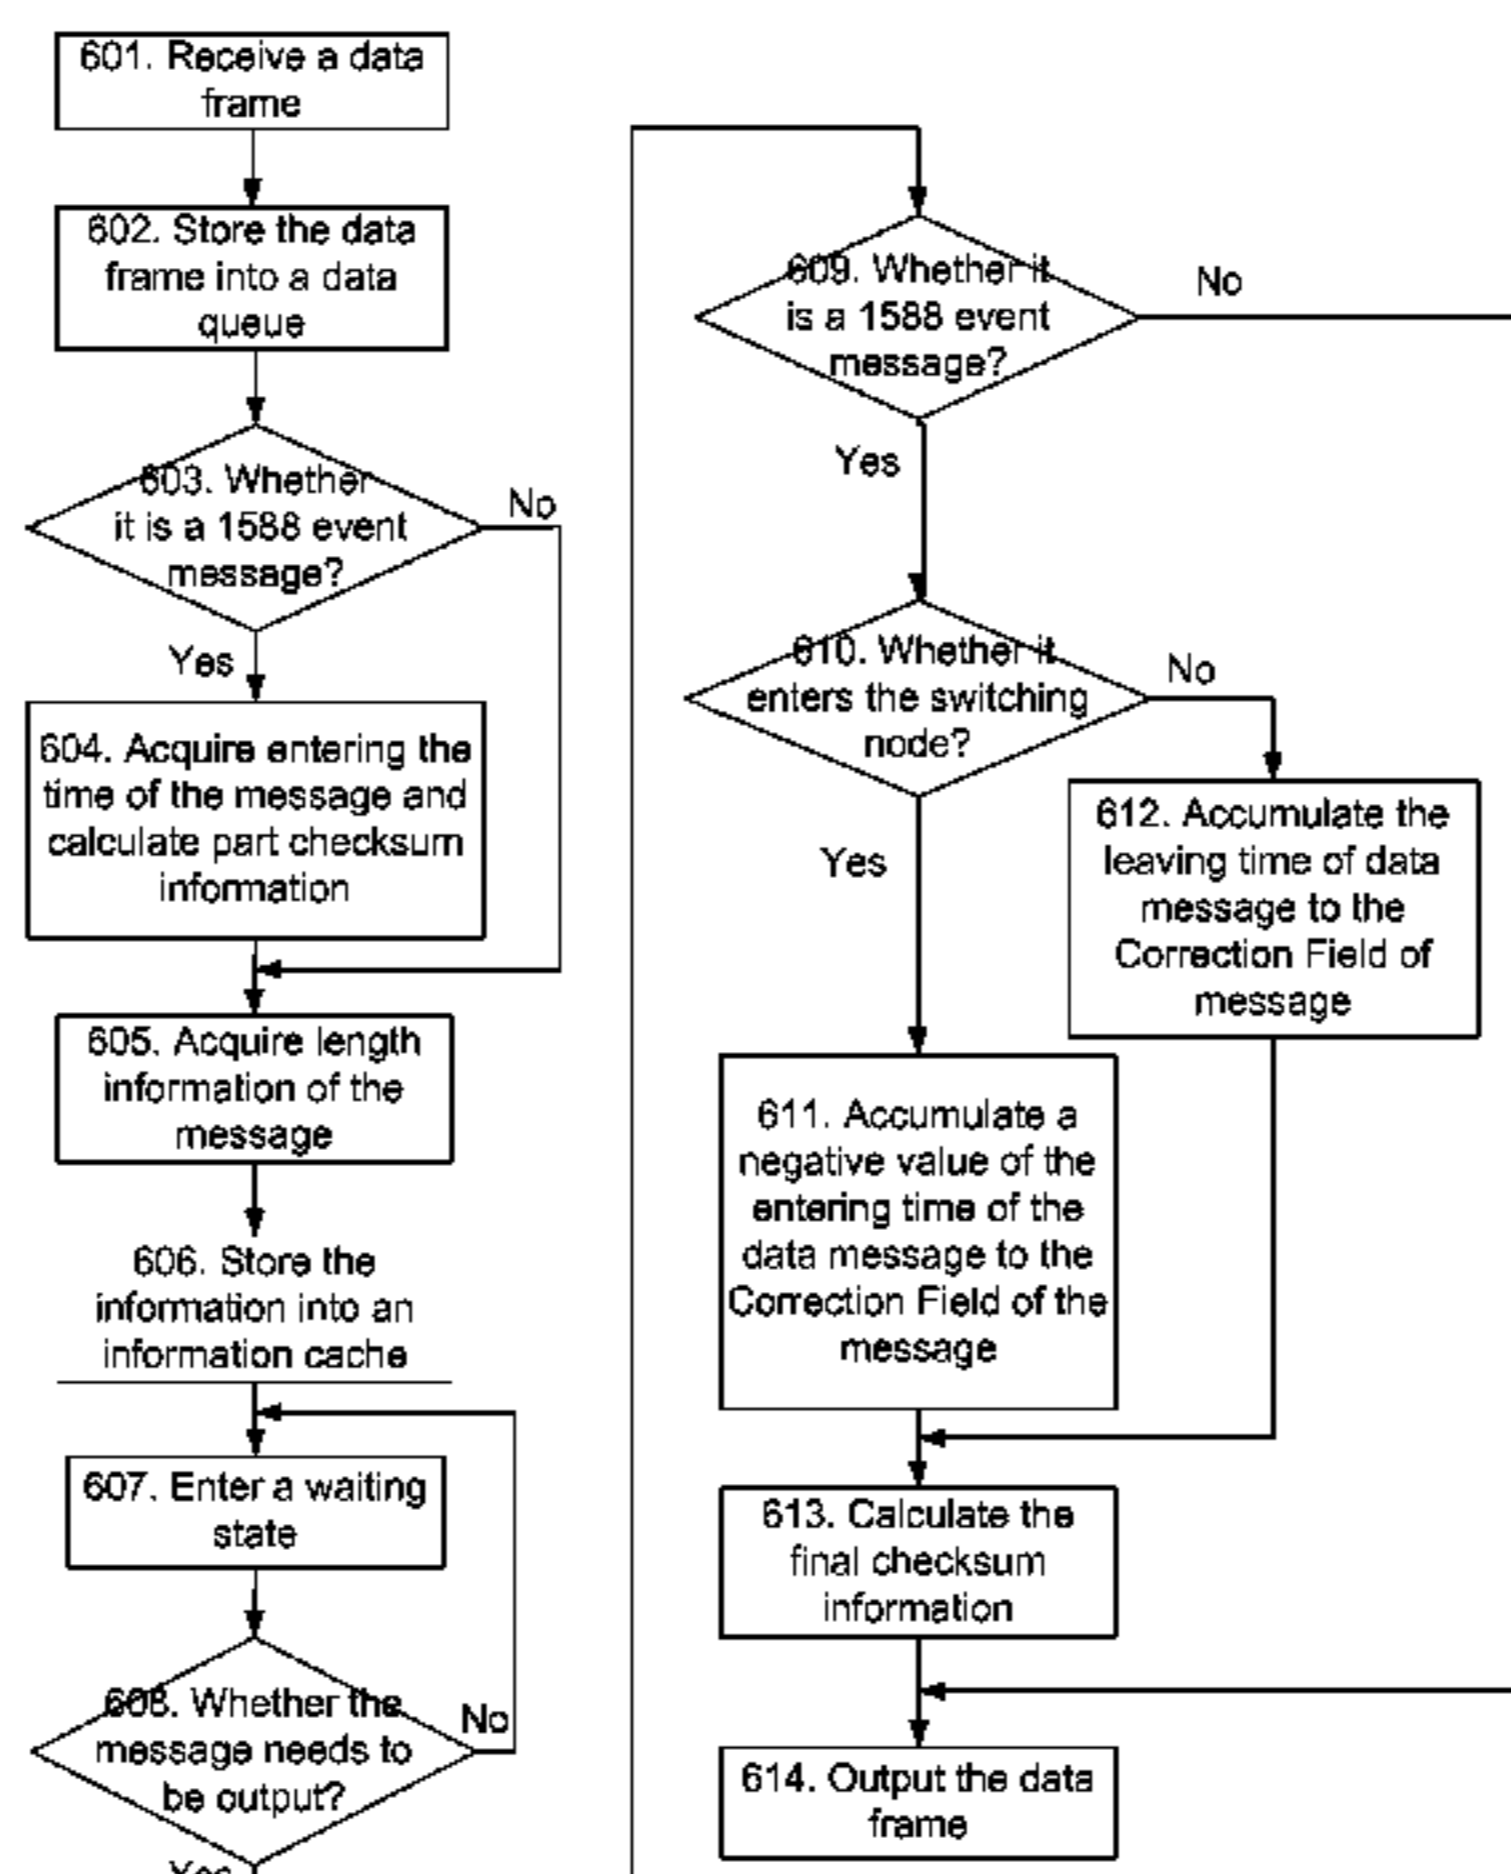 601. Receive a data
frame
602. Store the data
frame into a data
queue
603. Whether
it is a 1588 event
message?
No
Yes
604. Acquire entering the
time of the message and
calculate part checksum
information
605. Acquire length
information of the
message
606. Store the
information into an
information cache
607. Enter a waiting
state
608. Whether the
message needs to
be output?
No
Yes
609. Whether it
is a 1588 event
message?
No
Yes
610. Whether it
enters the switching
node?
No
Yes
612. Accumulate the
leaving time of data
message to the
Correction Field of
message
611. Accumulate a
negative value of the
entering time of the
data message to the
Correction Field of the
message
613. Calculate the
final checksum
information
614. Output the data
frame